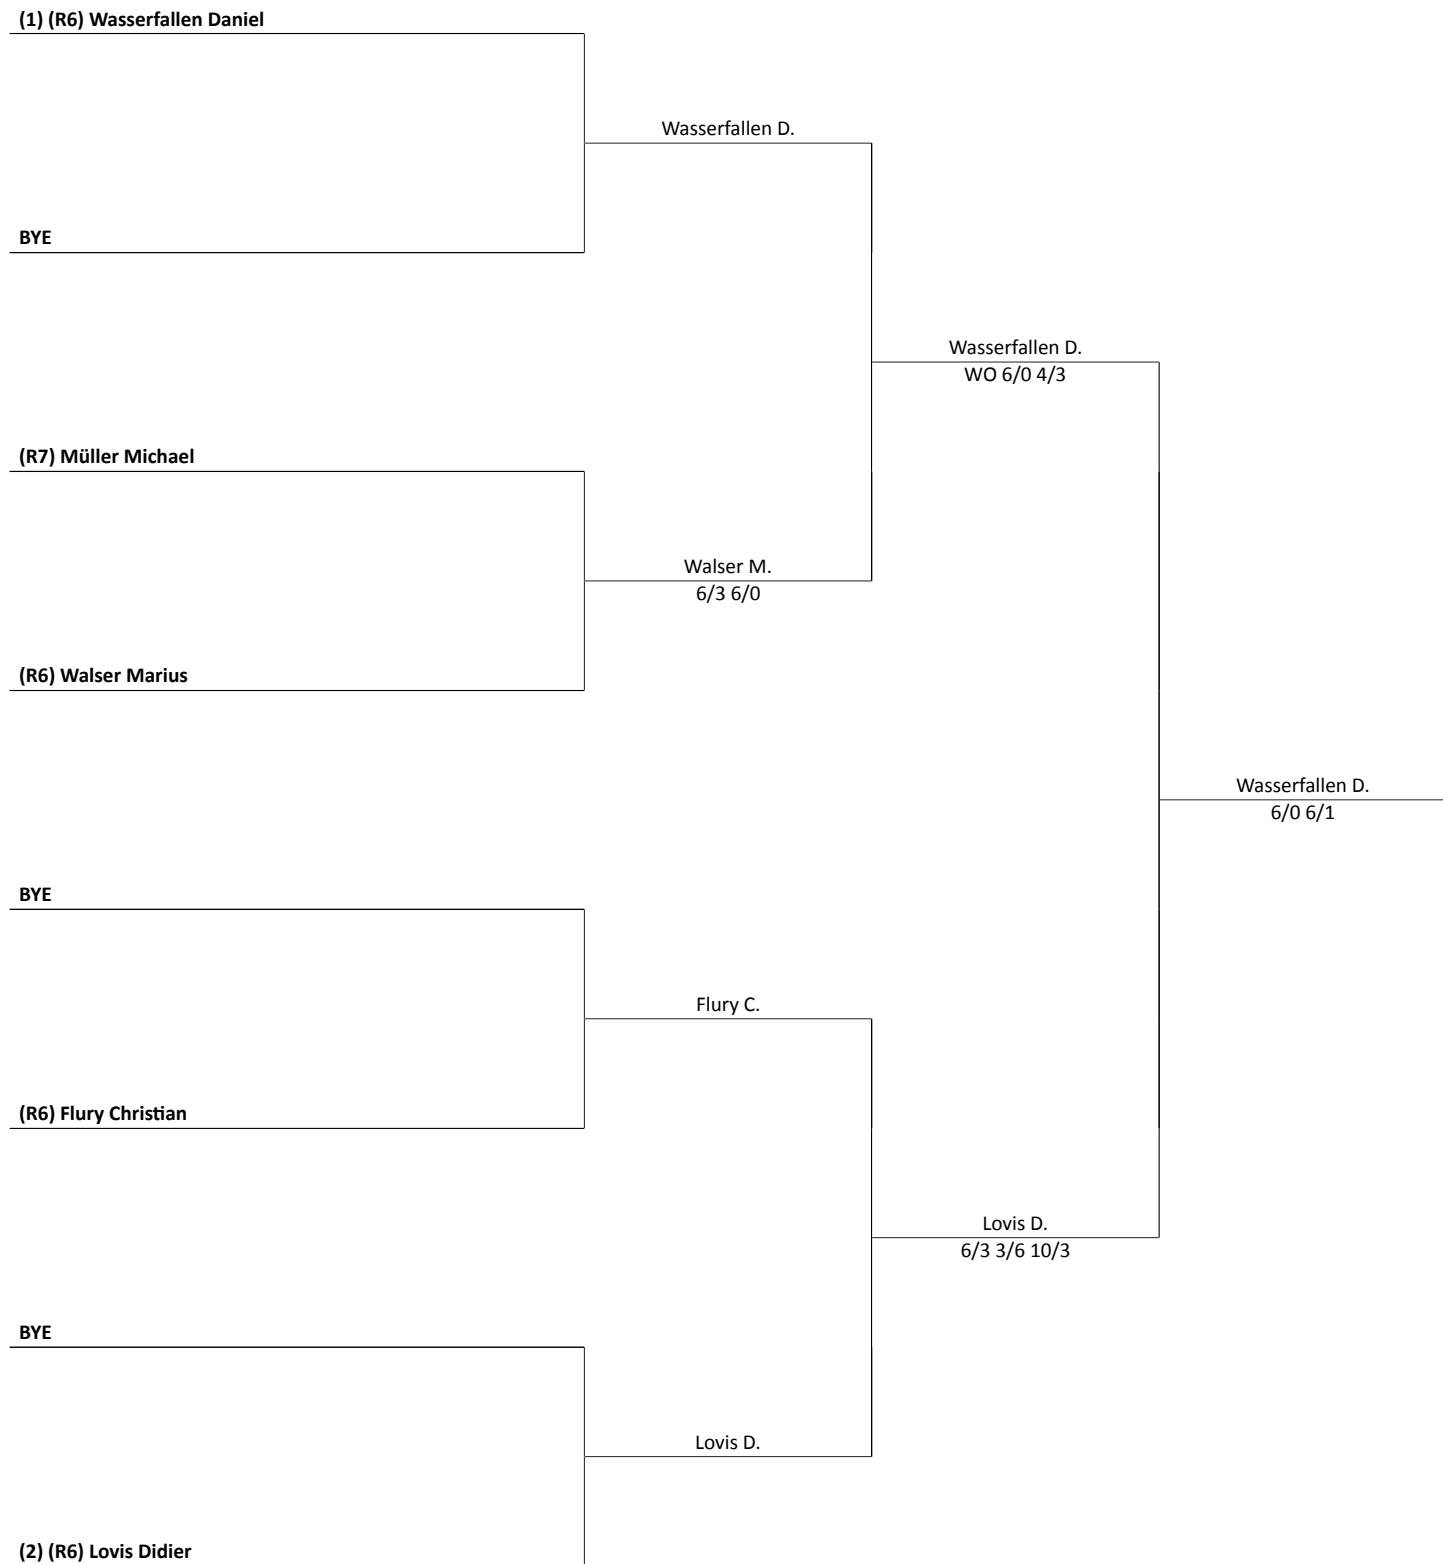 (1) (R6) Wasserfallen Daniel
Wasserfallen D.
BYE
Wasserfallen D.
WO 6/0 4/3
(R7) Müller Michael
Walser M.
6/3 6/0
(R6) Walser Marius
Wasserfallen D.
6/0 6/1
BYE
Flury C.
(R6) Flury Christian
Lovis D.
6/3 3/6 10/3
BYE
Lovis D.
(2) (R6) Lovis Didier